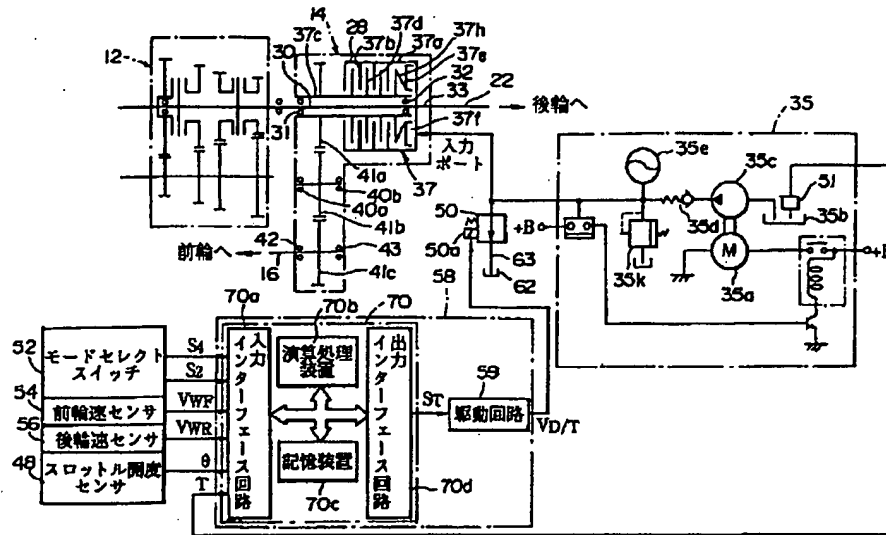 14
12
37c
30
28
37b
37d
37a
37h
37e
32
22
33
後輪へ
31
37f
入力
ポート
37
41a
40b
40a
41b
50
50a
63
62
前輪へ
42
16
43
41c
35
35e
35c
51
35d
35b
+B
35k
M
35a
58
70a
70
70b
52
モードセレクト
スイッチ
S4
S2
54
前輪速センサ
VWF
56
後輪速センサ
VWR
48
スロットル開度
センサ
θ
T
入力
インターフェース回路
演算処理
装置
記憶装置
70c
出力
インターフェース回路
70d
ST
59
駆動回路
VD/T